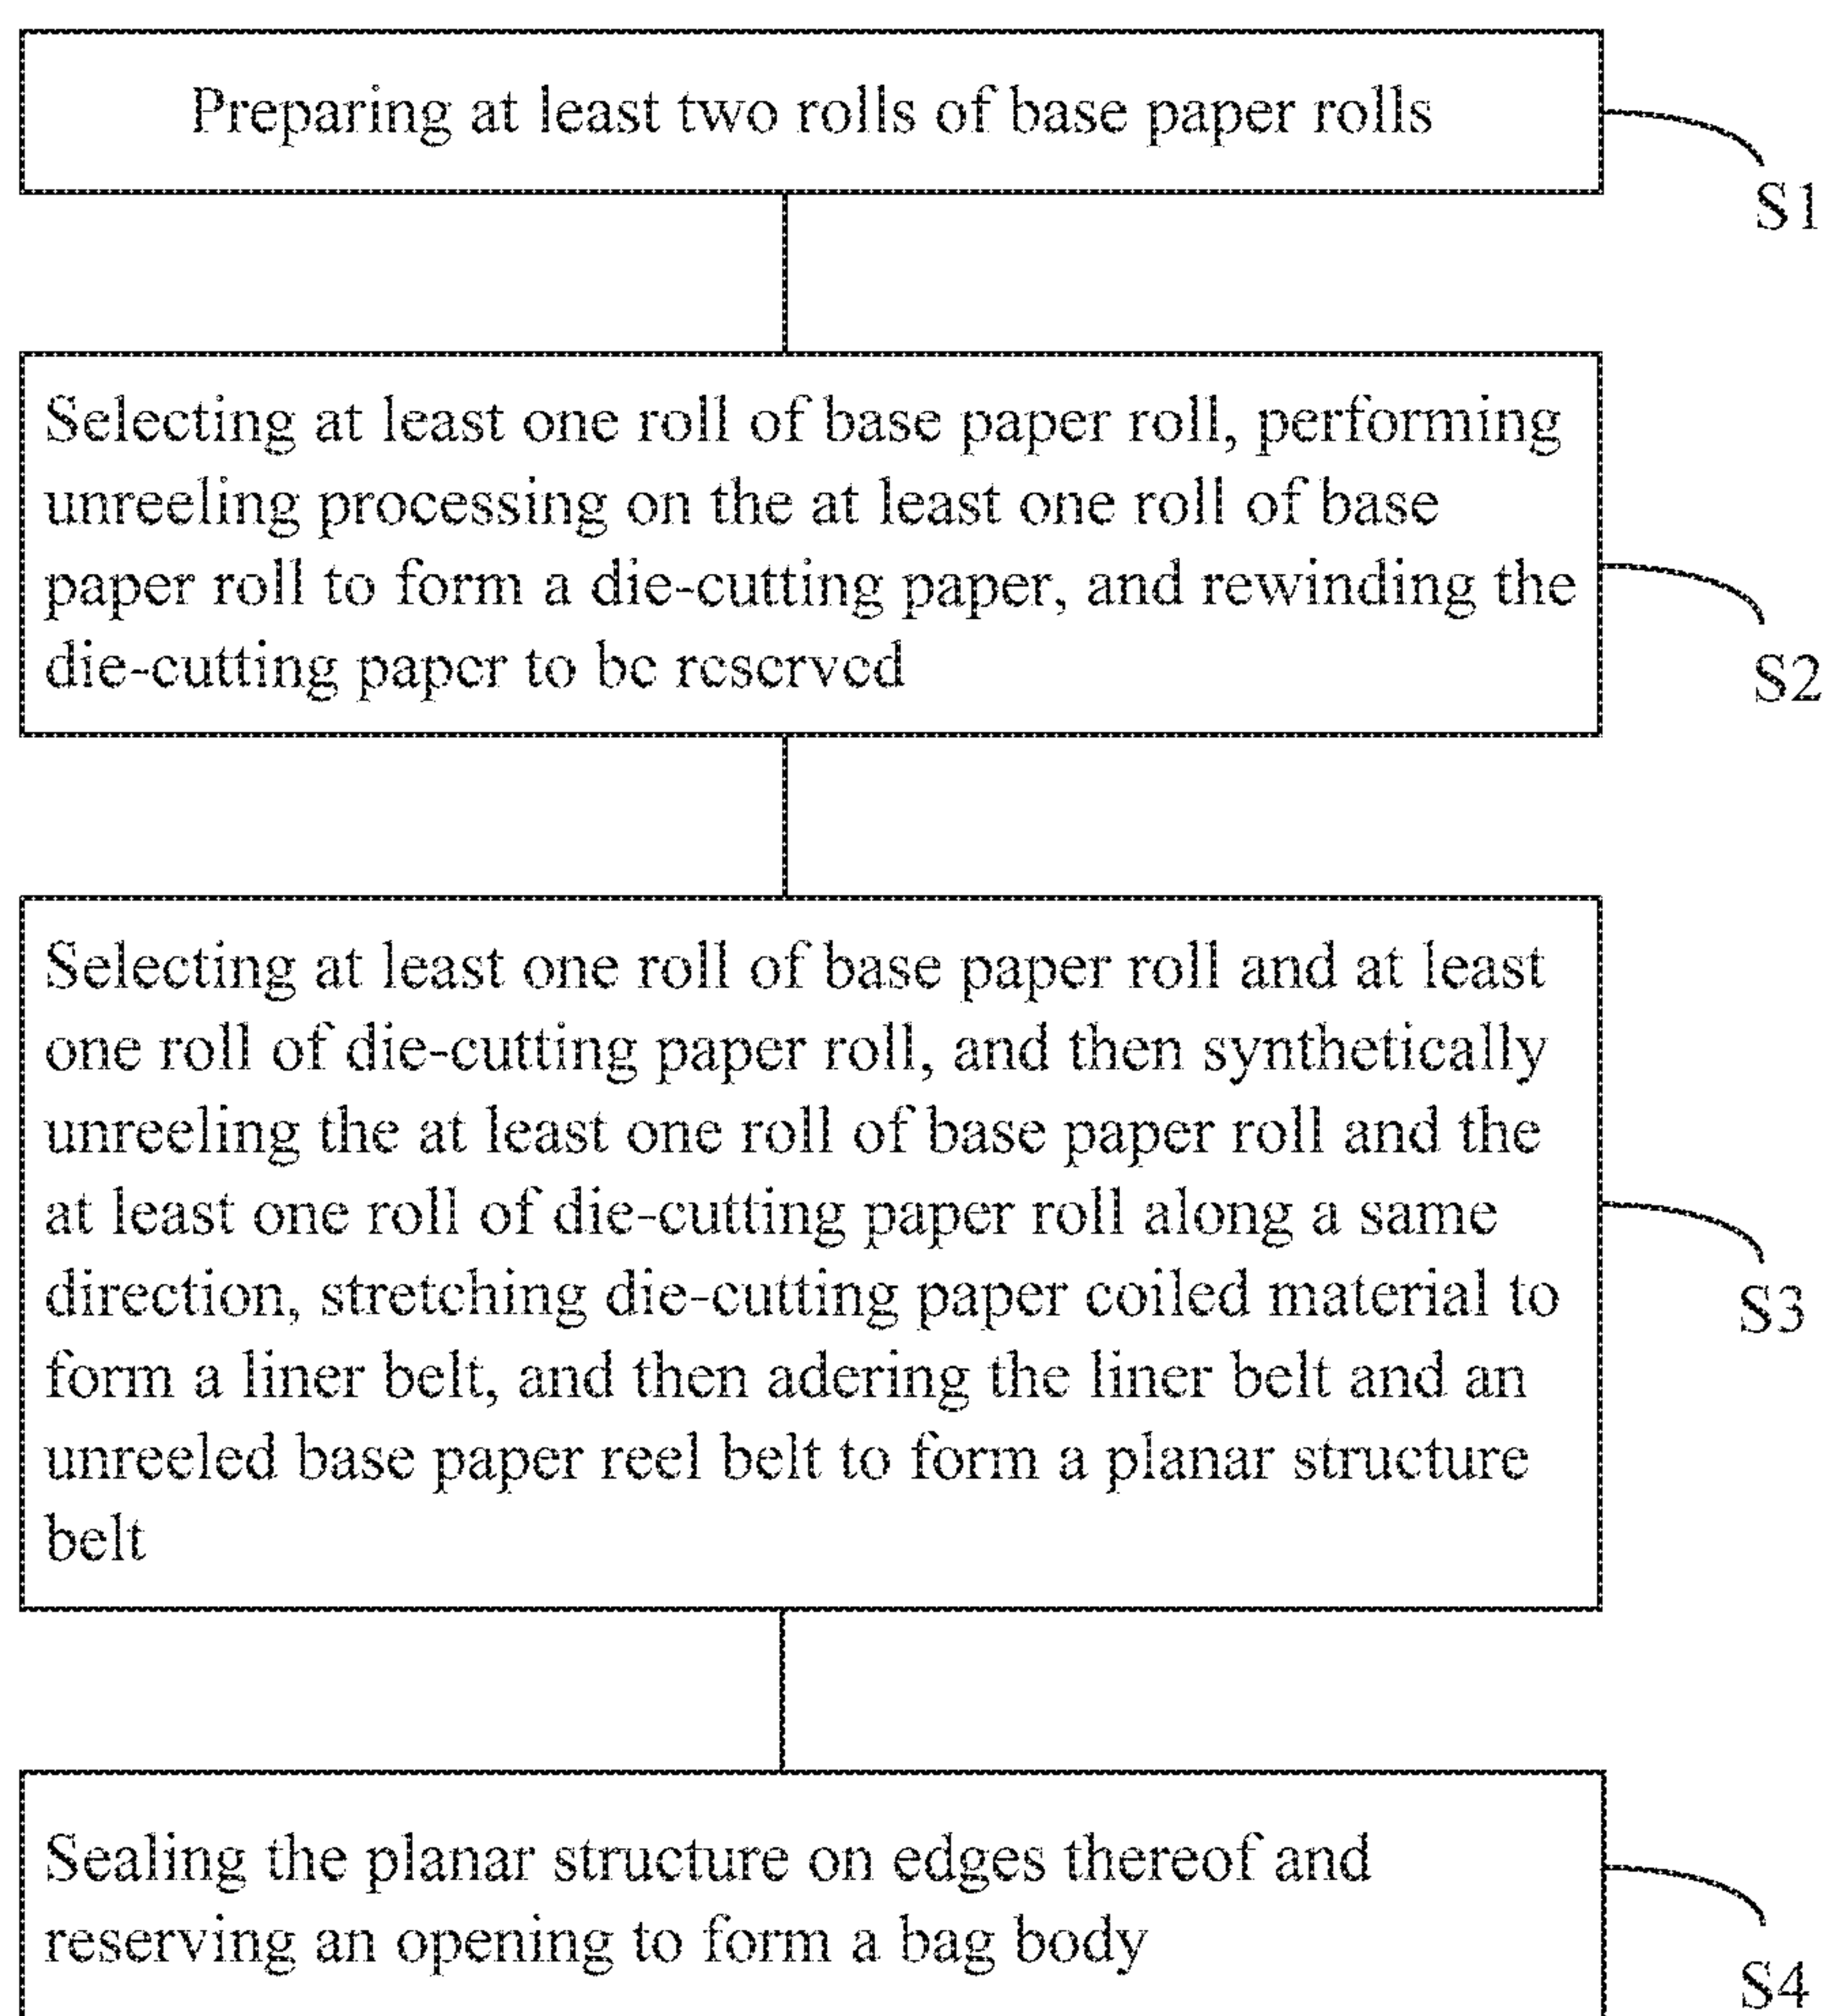 Preparing at least two rolls of base paper rolls
S1
Selecting at least one roll of base paper roll, performing
unreeling processing on the at least one roll of base
paper roll to form a die-cutting paper, and rewinding the
die-cutting paper to be reserved
S2
Selecting at least one roll of base paper roll and at least
one roll of die-cutting paper roll, and then synthetically
unreeling the at least one roll of base paper roll and the
at least one roll of die-cutting paper roll along a same
direction, stretching die-cutting paper coiled material to
form a liner belt, and then adering the liner belt and an
unreeled base paper reel belt to form a planar structure
belt
S3
Sealing the planar structure on edges thereof and
reserving an opening to form a bag body
S4